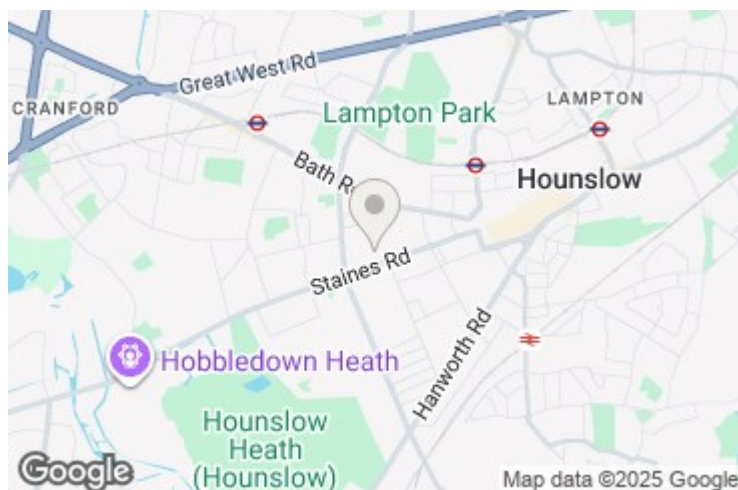 Great West Rd
CRANFORD
Lampton Park
LAMPTON
Bath R
Hounslow
Staines Rd
Hobbledown Heath
Hanworth Rd
Hounslow
Heath
(Hounslow)
Google
Map data ©2025 Google